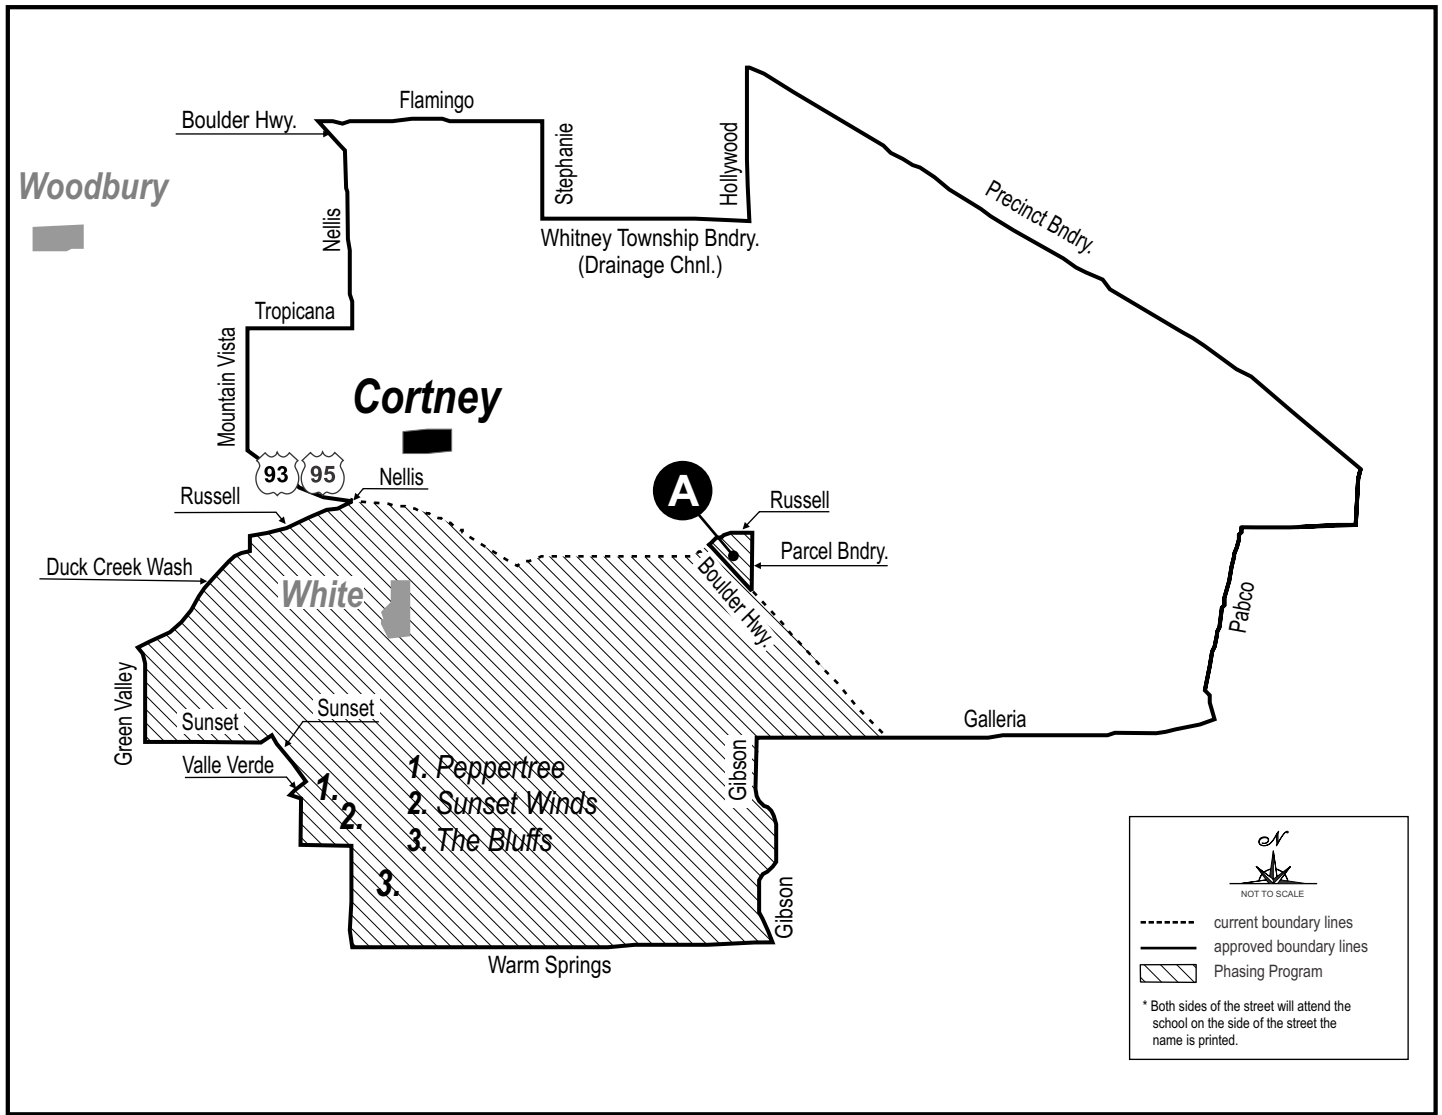 Flamingo
Boulder Hwy.
Stephanie
Hollywood
Woodbury
Precinct Bndry.
Nellis
Whitney Township Bndry.
(Drainage Chnl.)
Tropicana
Mountain Vista
Cortney
93 95
Nellis
A
Russell
Russell
Parcel Bndry.
Duck Creek Wash
White
Boulder Hwy.
Pabco
Green Valley
Sunset
Sunset
Galleria
Valle Verde
Gibson
1.
2.
3.
1. Peppertree
2. Sunset Winds
3. The Bluffs
Gibson
Warm Springs
N
NOT TO SCALE
current boundary lines
approved boundary lines
Phasing Program
* Both sides of the street will attend the
school on the side of the street the
name is printed.